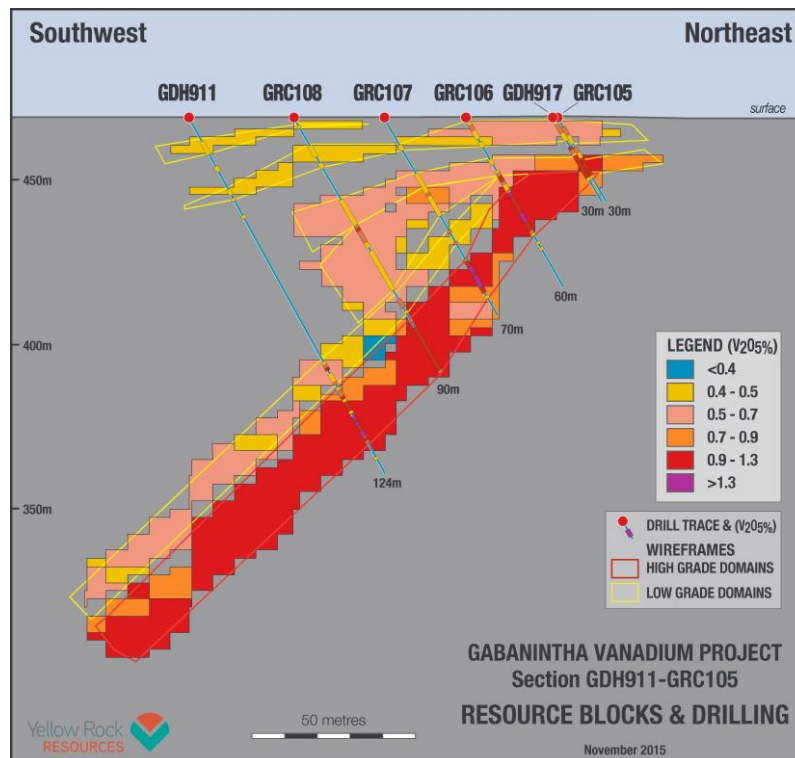 Southwest
Northeast
GDH911
GRC108
GRC107
GRC106
GDH917
GRC105
surface
450m
30m 30m
60m
70m
400m
90m
124m
350m
LEGEND (V2O5%)
<0.4
0.4 - 0.5
0.5 - 0.7
0.7 - 0.9
0.9 - 1.3
>1.3
DRILL TRACE & (V2O5%)
WIREFRAMES
HIGH GRADE DOMAINS
LOW GRADE DOMAINS
GABANINTHA VANADIUM PROJECT
Section GDH911-GRC105
RESOURCE BLOCKS & DRILLING
November 2015
50 metres
Yellow Rock
RESOURCES